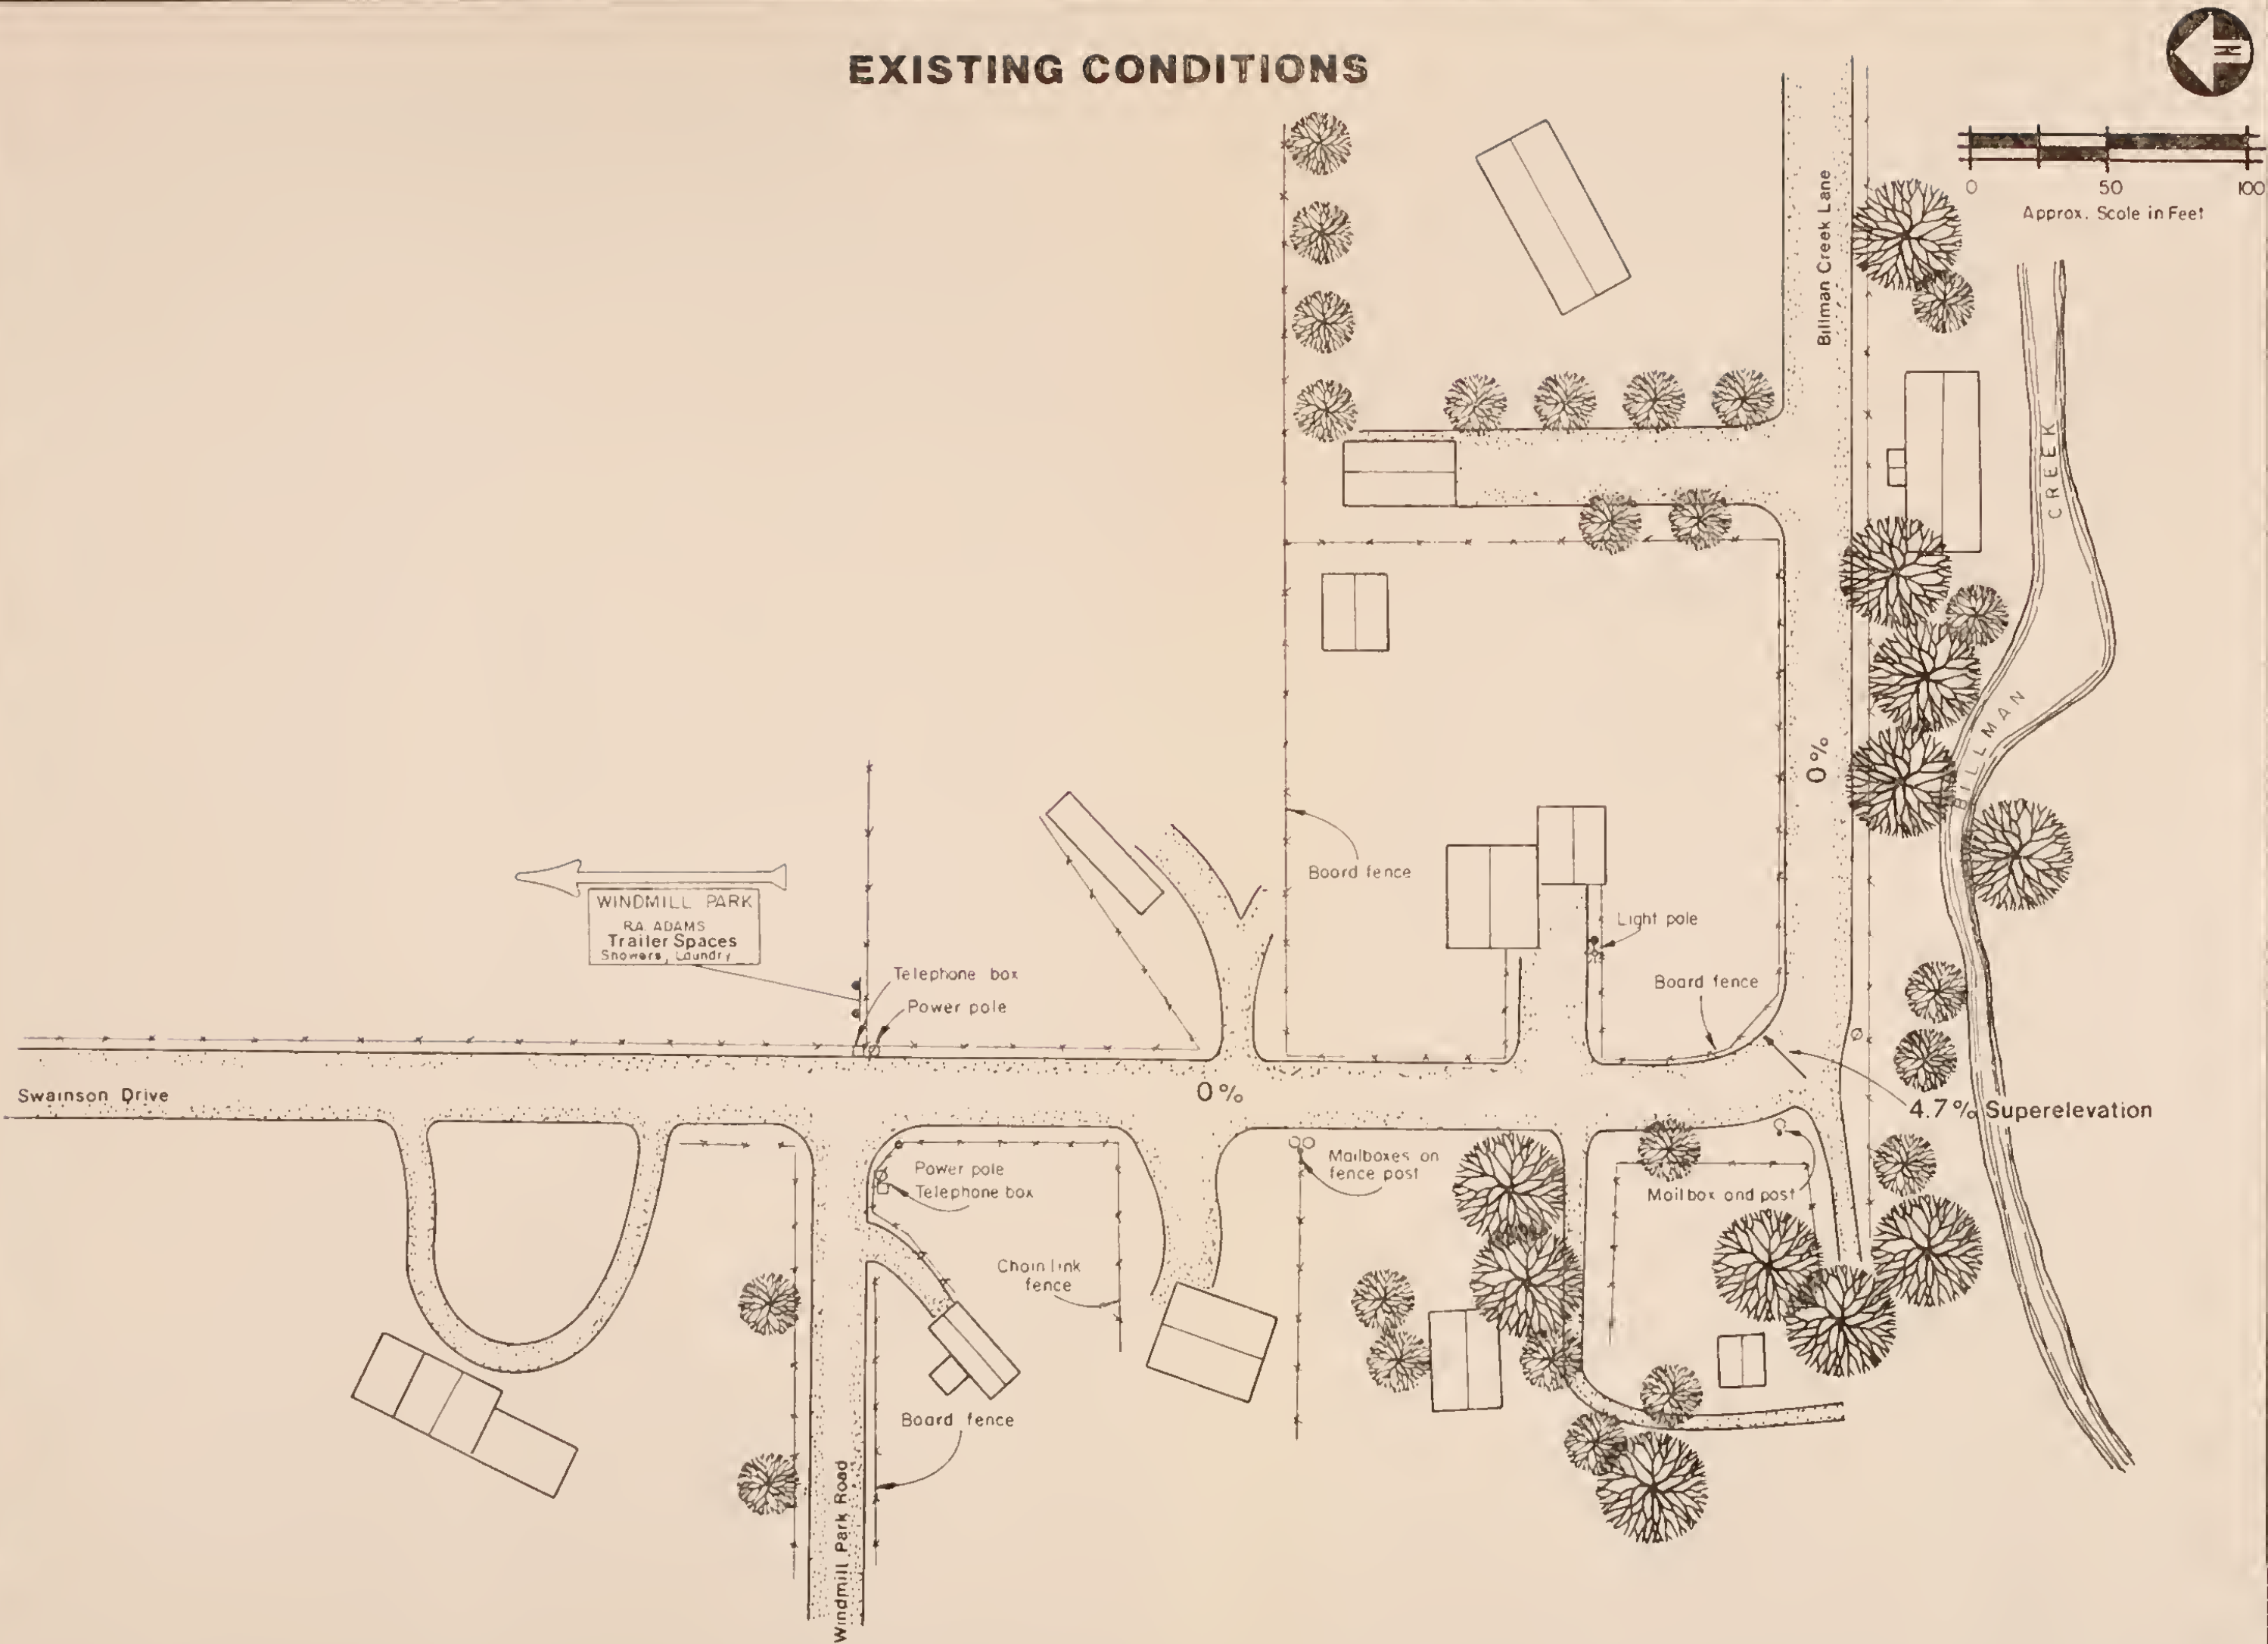 EXISTING CONDITIONS
N
0 50 100
Approx. Scale in Feet
Billman Creek Lane
CREEK
BILLMAN
0%
Board fence
WINDMILL PARK
R.A. ADAMS
Trailer Spaces
Showers, Laundry
Light pole
Telephone box
Power pole
Board fence
Swainson Drive
0%
4.7% Superelevation
Mailboxes on
fence post
Power pole
Telephone box
Mailbox and post
Chain link
fence
Board fence
Windmill Park Road